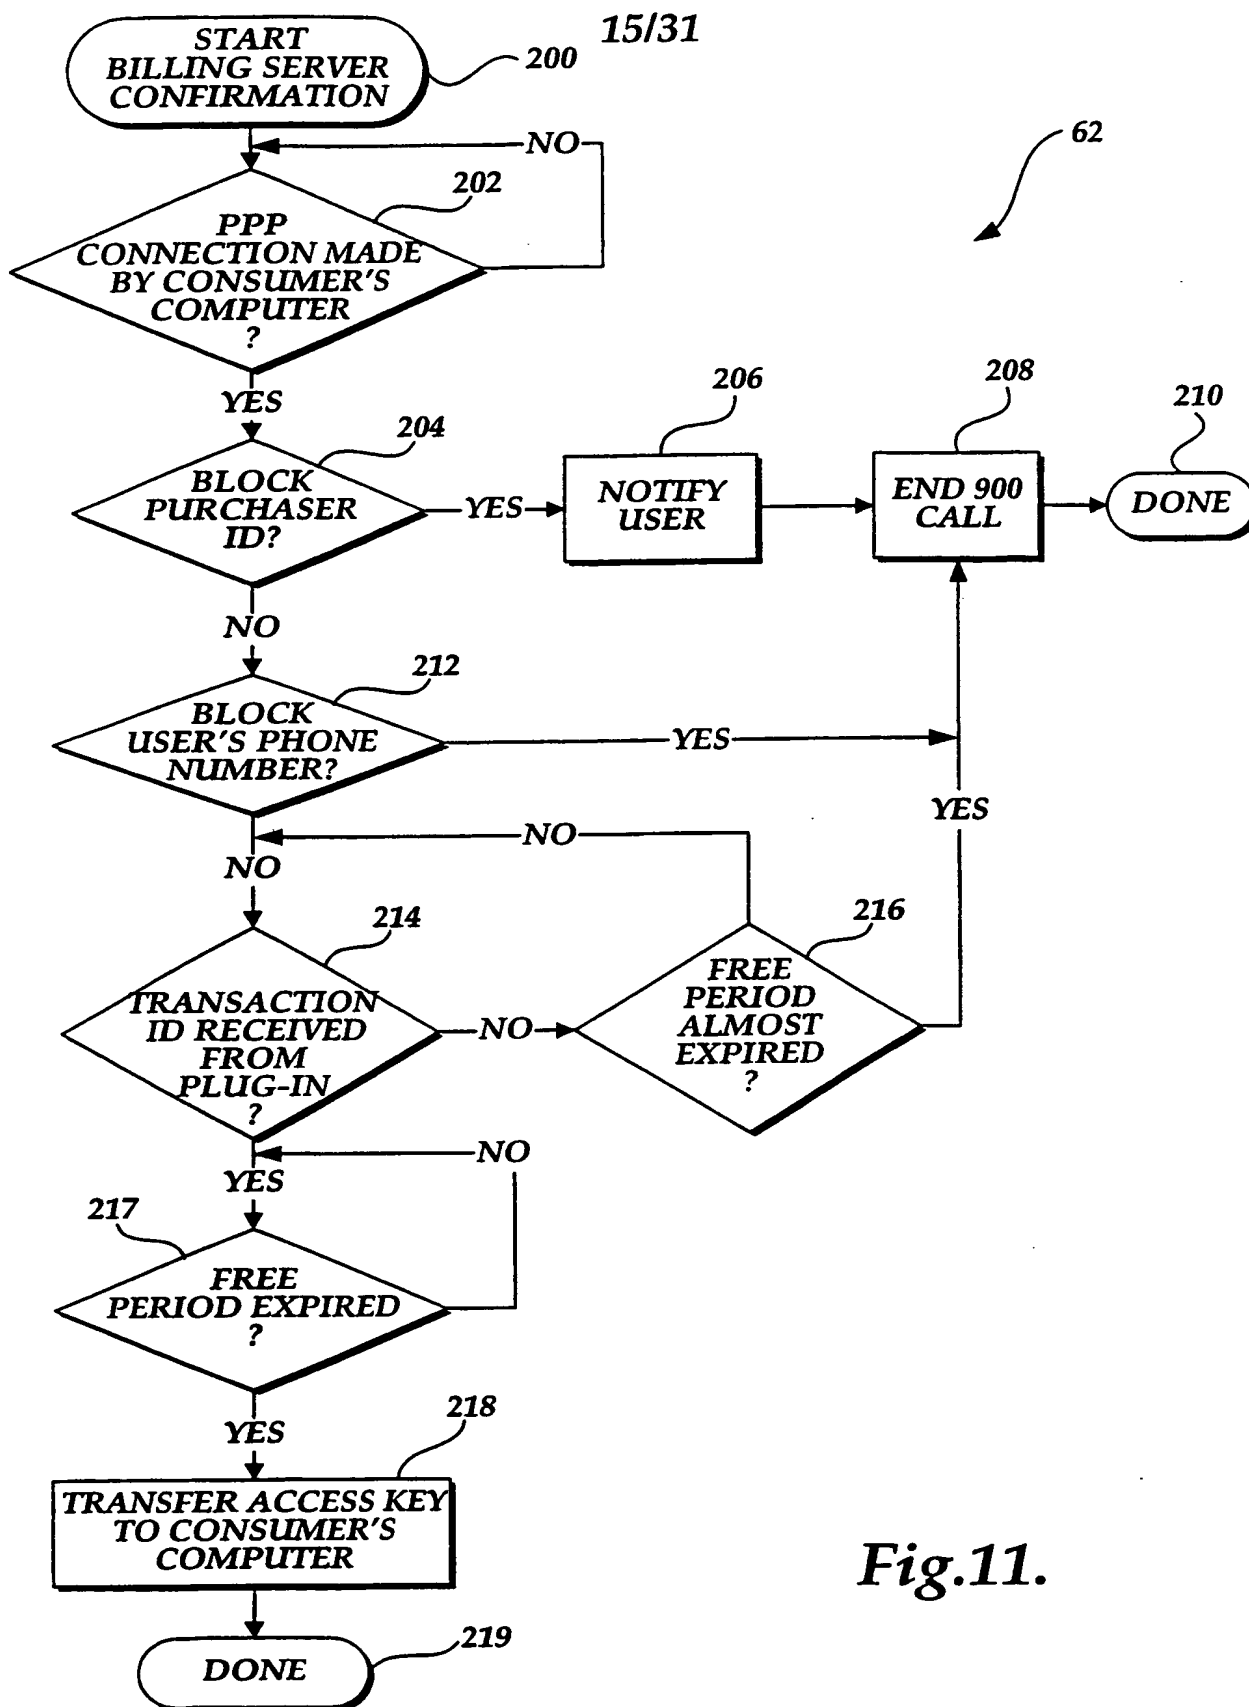 15/31
START
BILLING SERVER
CONFIRMATION
200
NO
62
202
PPP
CONNECTION MADE
BY CONSUMER'S
COMPUTER
?
YES
204
BLOCK
PURCHASER
ID?
YES
206
NOTIFY
USER
208
END 900
CALL
210
DONE
NO
212
BLOCK
USER'S PHONE
NUMBER?
YES
YES
NO
NO
214
TRANSACTION
ID RECEIVED
FROM
PLUG-IN
?
NO
216
FREE
PERIOD
ALMOST
EXPIRED
?
NO
YES
217
FREE
PERIOD EXPIRED
?
YES
218
TRANSFER ACCESS KEY
TO CONSUMER'S
COMPUTER
219
DONE
Fig.11.